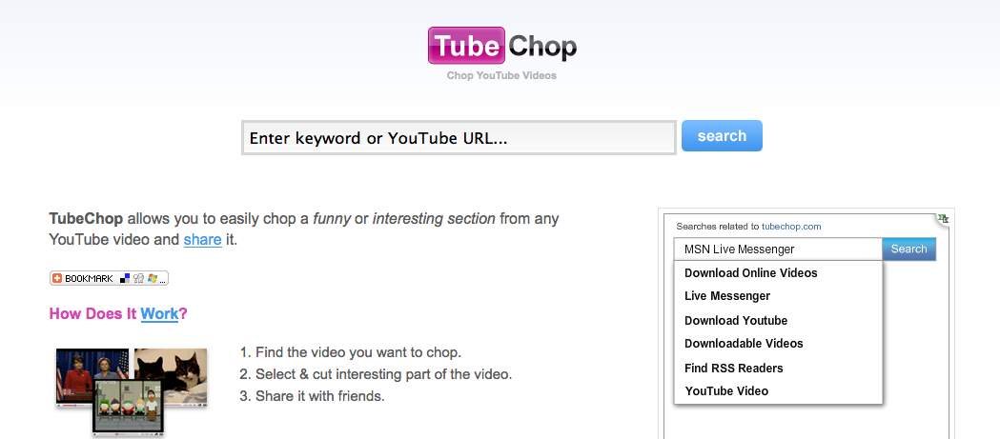 Tube Chop
Chop YouTube Videos
Enter keyword or YouTube URL...
search
TubeChop allows you to easily chop a funny or interesting section from any
YouTube video and share it.
BOOKMARK ...
How Does It Work?
1. Find the video you want to chop.
2. Select & cut interesting part of the video.
3. Share it with friends.
Searches related to tubechop.com
MSN Live Messenger
Search
Download Online Videos
Live Messenger
Download Youtube
Downloadable Videos
Find RSS Readers
YouTube Video